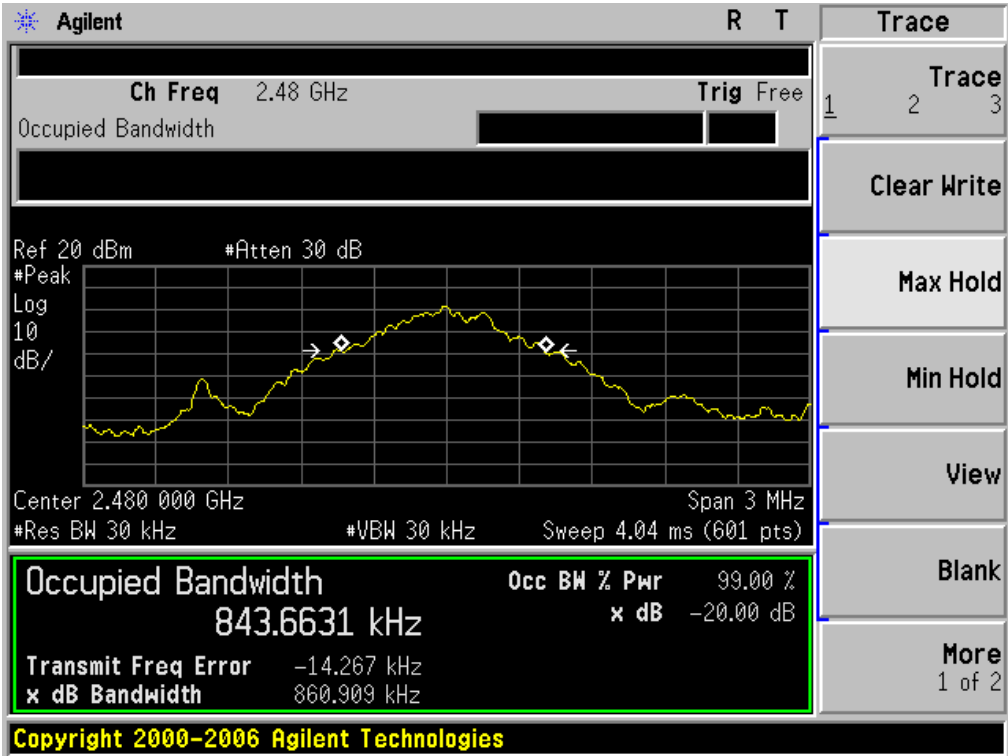 Agilent R T Trace
Ch Freq 2.48 GHz Trig Free
Occupied Bandwidth
Trace
1 2 3
Clear Write
Max Hold
Min Hold
View
Blank
More
1 of 2
Ref 20 dBm #Atten 30 dB
#Peak
Log
10
dB/
Center 2.480 000 GHz Span 3 MHz
#Res BW 30 kHz #VBW 30 kHz Sweep 4.04 ms (601 pts)
Occupied Bandwidth Occ BW % Pwr 99.00 %
843.6631 kHz x dB -20.00 dB
Transmit Freq Error -14.267 kHz
x dB Bandwidth 860.909 kHz
Copyright 2000-2006 Agilent Technologies